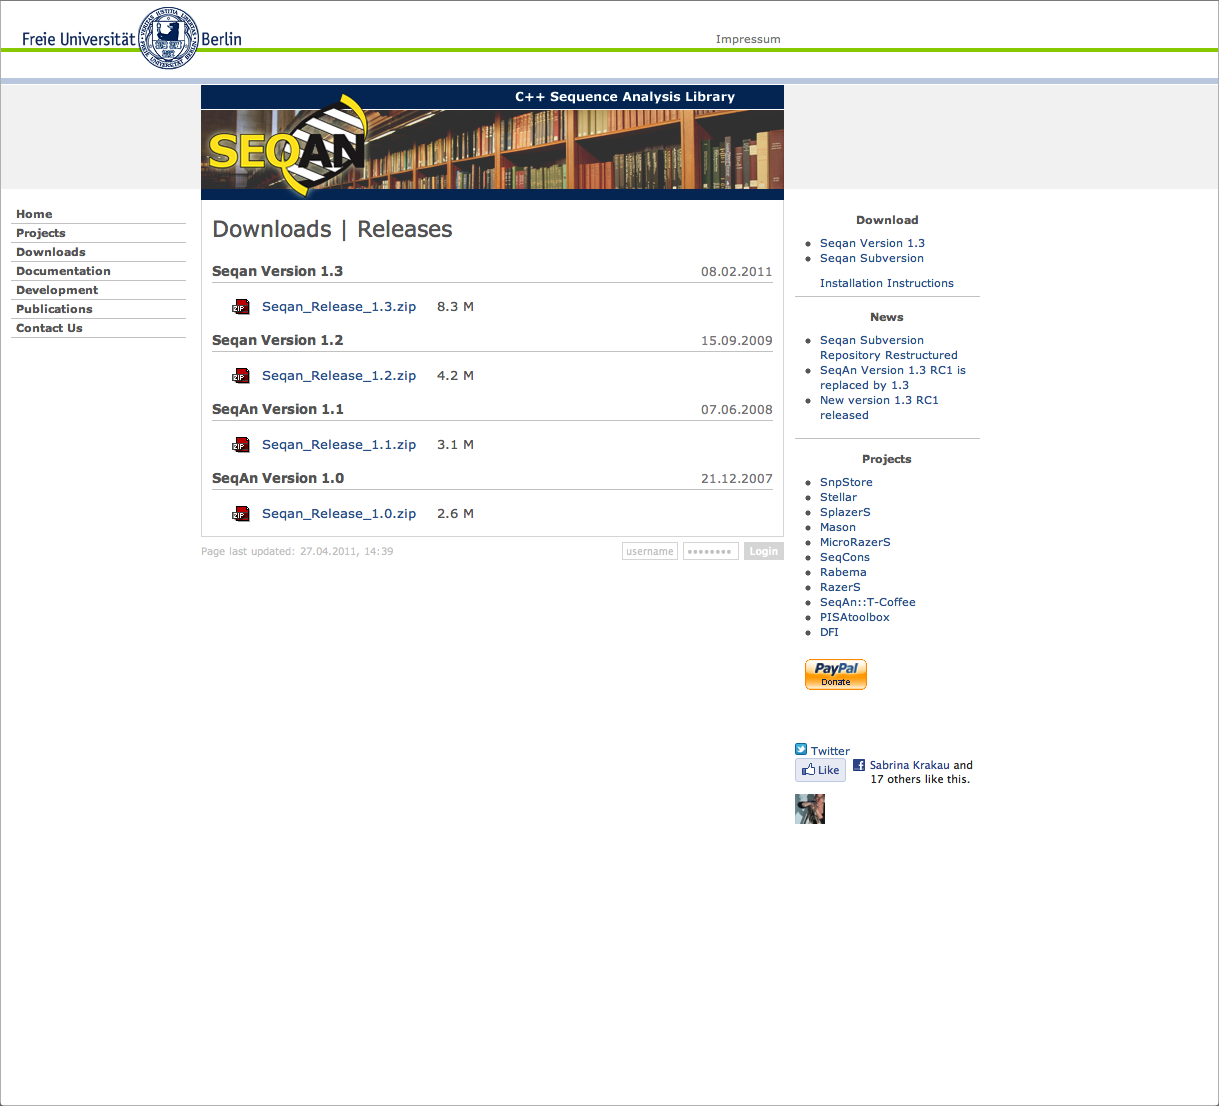 Freie Universität Berlin
Impressum
C++ Sequence Analysis Library
SEQAN
Home
Projects
Downloads
Documentation
Development
Publications
Contact Us
Downloads | Releases
Seqan Version 1.3 08.02.2011
ZIP Seqan_Release_1.3.zip 8.3 M
Seqan Version 1.2 15.09.2009
ZIP Seqan_Release_1.2.zip 4.2 M
SeqAn Version 1.1 07.06.2008
ZIP Seqan_Release_1.1.zip 3.1 M
SeqAn Version 1.0 21.12.2007
ZIP Seqan_Release_1.0.zip 2.6 M
Page last updated: 27.04.2011, 14:39
username •••••••• Login
Download
Seqan Version 1.3
Seqan Subversion
Installation Instructions
News
Seqan Subversion
Repository Restructured
SeqAn Version 1.3 RC1 is
replaced by 1.3
New version 1.3 RC1
released
Projects
SnpStore
Stellar
SplazerS
Mason
MicroRazerS
SeqCons
Rabema
RazerS
SeqAn::T-Coffee
PISAtoolbox
DFI
PayPal
Donate
Twitter
Like
Sabrina Krakau and
17 others like this.